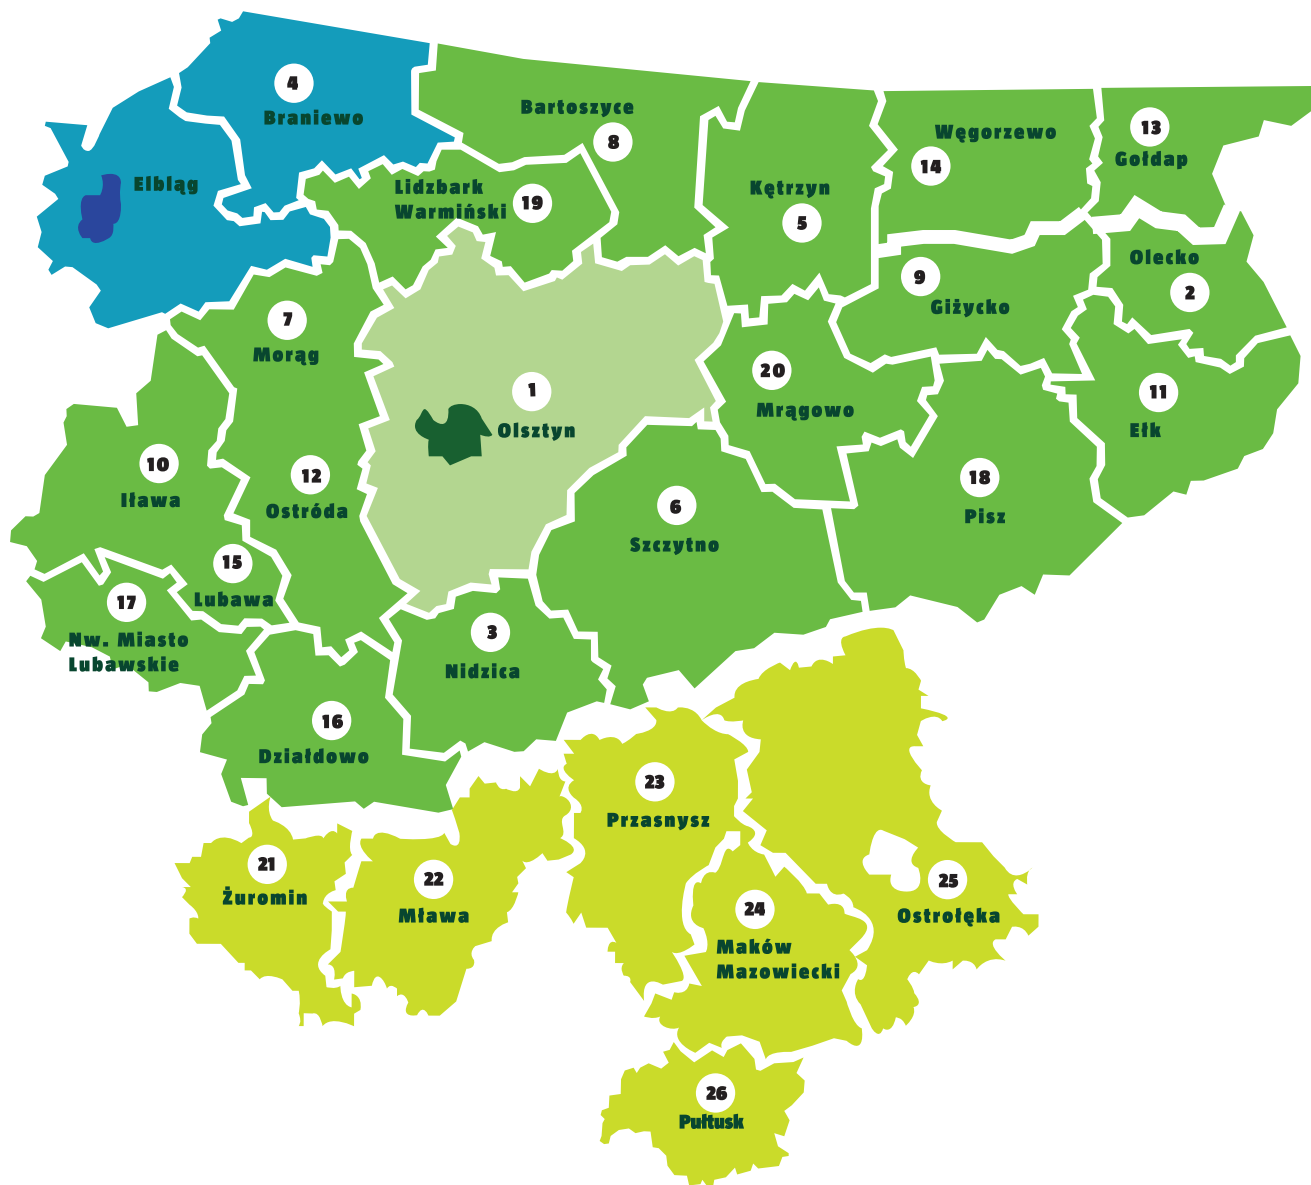 4
Braniewo
Bartoszyce
8
13
Gołdap
Węgorzewo
14
Elbląg
Lidzbark
Warmiński
19
Kętrzyn
5
Olecko
2
9
Giżycko
7
Morąg
1
Olsztyn
20
Mrągowo
11
Ełk
10
Iława
12
Ostróda
18
Pisz
6
Szczytno
15
Lubawa
17
Nw. Miasto
Lubawskie
3
Nidzica
16
Działdowo
23
Przasnysz
21
Żuromin
22
Mława
25
Ostrołęka
24
Maków
Mazowiecki
26
Pułtusk